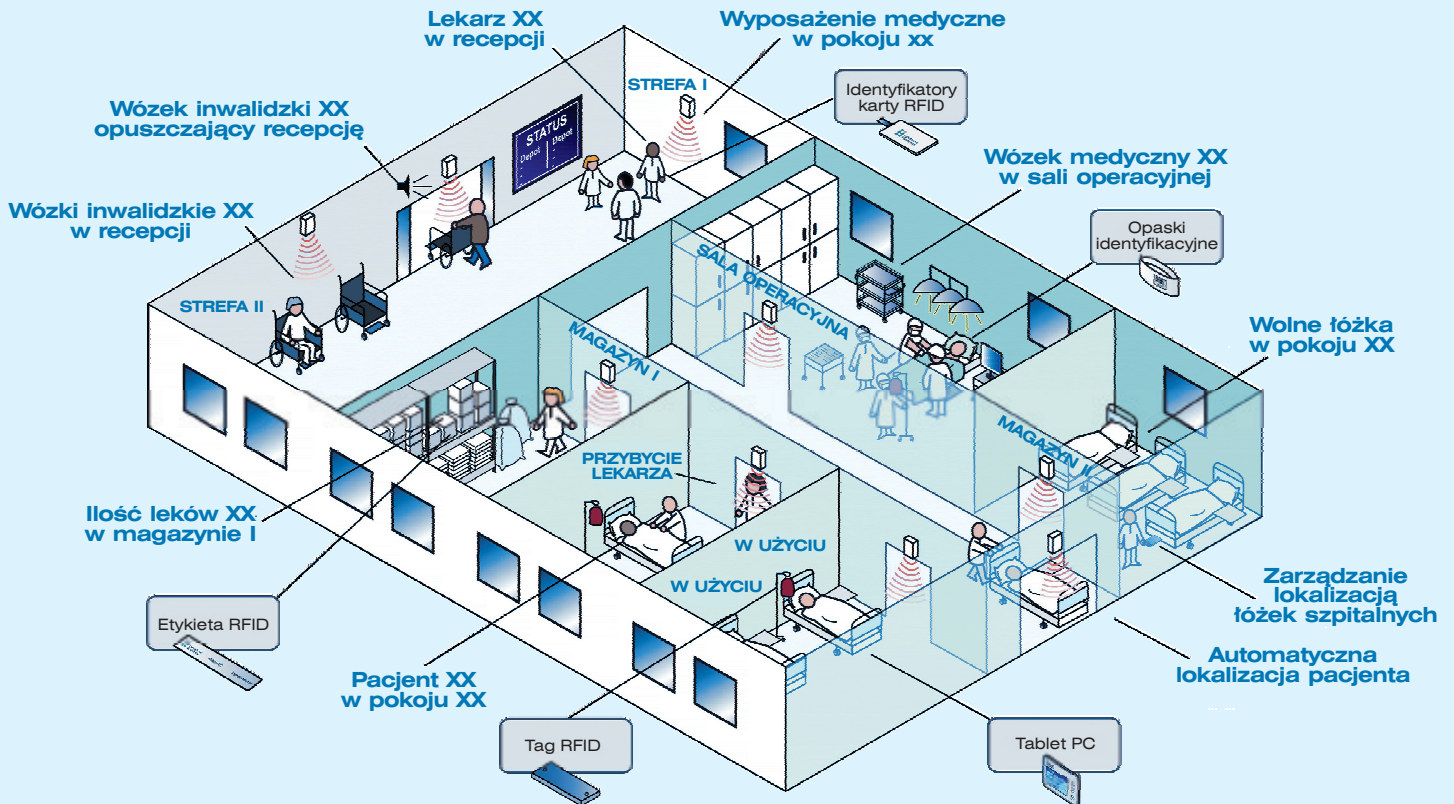 Lekarz XX
w recepcji
Wyposażenie medyczne
w pokoju xx
STREFA I
Identyfikatory
karty RFID
Wózek inwalidzki XX
opuszczający recepcję
STATUS
Depot
Depot
Wózek medyczny XX
w sali operacyjnej
Wózki inwalidzkie XX
w recepcji
Opaski
identyfikacyjne
SALA OPERACYJNA
STREFA II
Wolne łóżka
w pokoju XX
MAGAZYN I
MAGAZYN II
PRZYBYCIE
LEKARZA
Ilość leków XX
w magazynie I
W UŻYCIU
W UŻYCIU
Zarządzanie
lokalizacją
łóżek szpitalnych
Etykieta RFID
Automatyczna
lokalizacja pacjenta
Pacjent XX
w pokoju XX
Tag RFID
Tablet PC